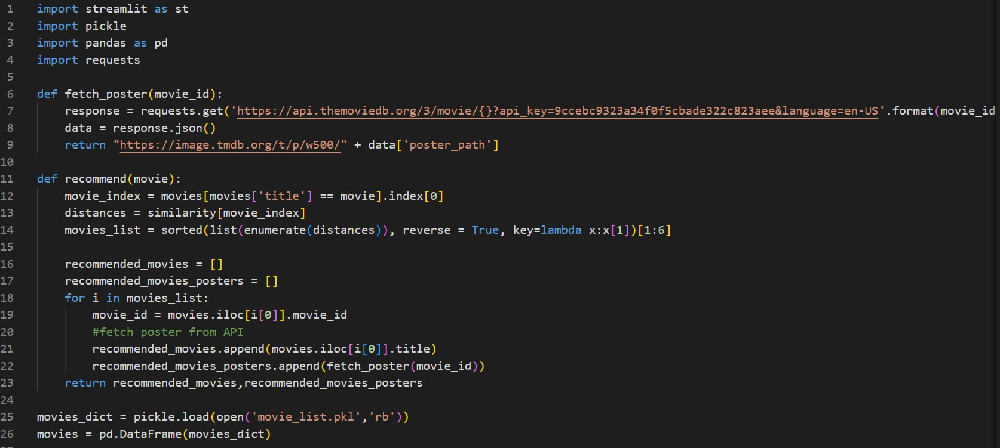 1 import streamlit as st
2 import pickle
3 import pandas as pd
4 import requests
5
6 def fetch_poster(movie_id):
7     response = requests.get('https://api.themoviedb.org/3/movie/{}?api_key=9ccebc9323a34f0f5cbade322c823aee&language=en-US'.format(movie_id
8     data = response.json()
9     return "https://image.tmdb.org/t/p/w500/" + data['poster_path']
10
11 def recommend(movie):
12     movie_index = movies[movies['title'] == movie].index[0]
13     distances = similarity[movie_index]
14     movies_list = sorted(list(enumerate(distances)), reverse = True, key=lambda x:x[1])[1:6]
15
16     recommended_movies = []
17     recommended_movies_posters = []
18     for i in movies_list:
19         movie_id = movies.iloc[i[0]].movie_id
20         #fetch poster from API
21         recommended_movies.append(movies.iloc[i[0]].title)
22         recommended_movies_posters.append(fetch_poster(movie_id))
23     return recommended_movies,recommended_movies_posters
24
25 movies_dict = pickle.load(open('movie_list.pkl','rb'))
26 movies = pd.DataFrame(movies_dict)